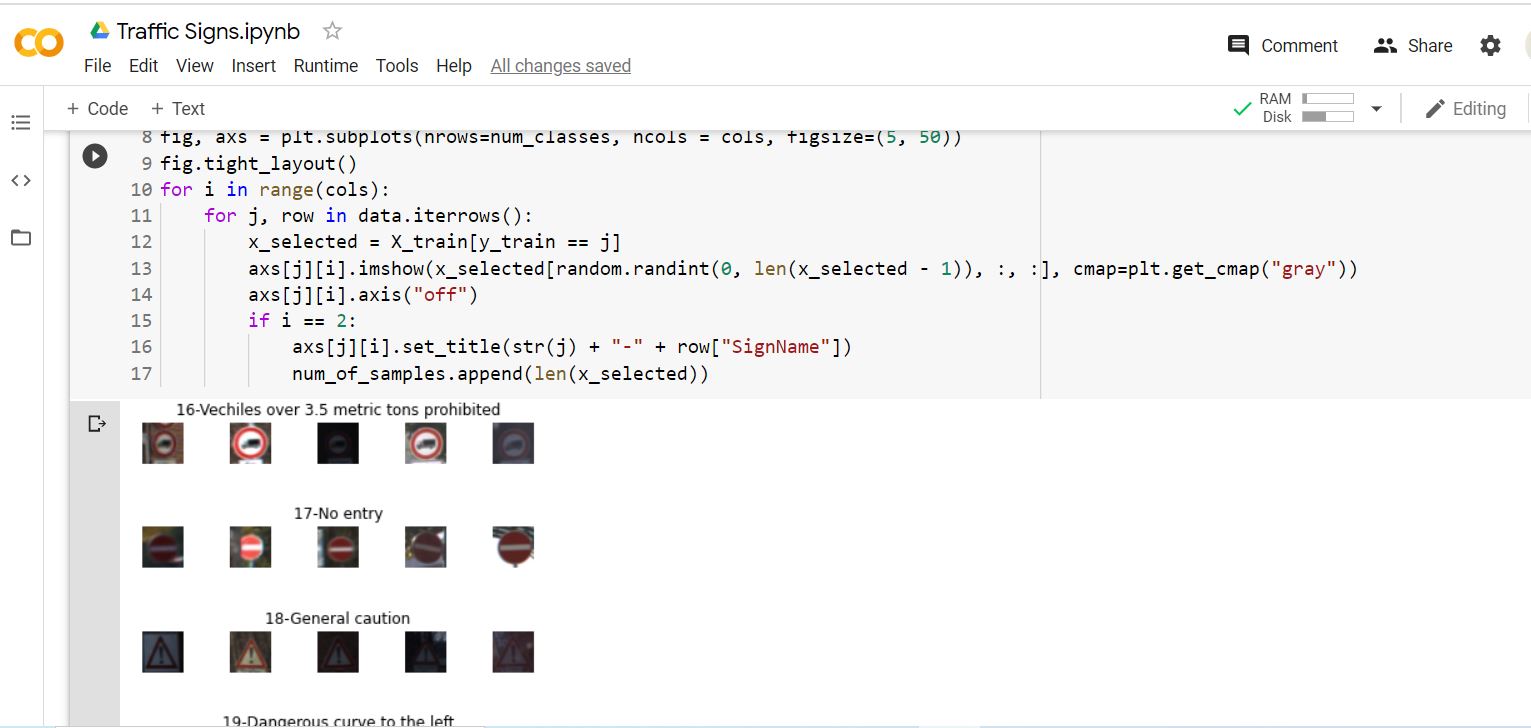 CO Traffic Signs.ipynb
File Edit View Insert Runtime Tools Help All changes saved
Comment Share
+ Code + Text
RAM
Disk
Editing
8 fig, axs = plt.subplots(nrows=num_classes, ncols = cols, figsize=(5, 50))
9 fig.tight_layout()
10 for i in range(cols):
11 for j, row in data.iterrows():
12 x_selected = X_train[y_train == j]
13 axs[j][i].imshow(x_selected[random.randint(0, len(x_selected - 1)), :, :], cmap=plt.get_cmap("gray"))
14 axs[j][i].axis("off")
15 if i == 2:
16 axs[j][i].set_title(str(j) + "-" + row["SignName"])
17 num_of_samples.append(len(x_selected))
16-Vechiles over 3.5 metric tons prohibited
17-No entry
18-General caution
19-Dangerous curve to the left